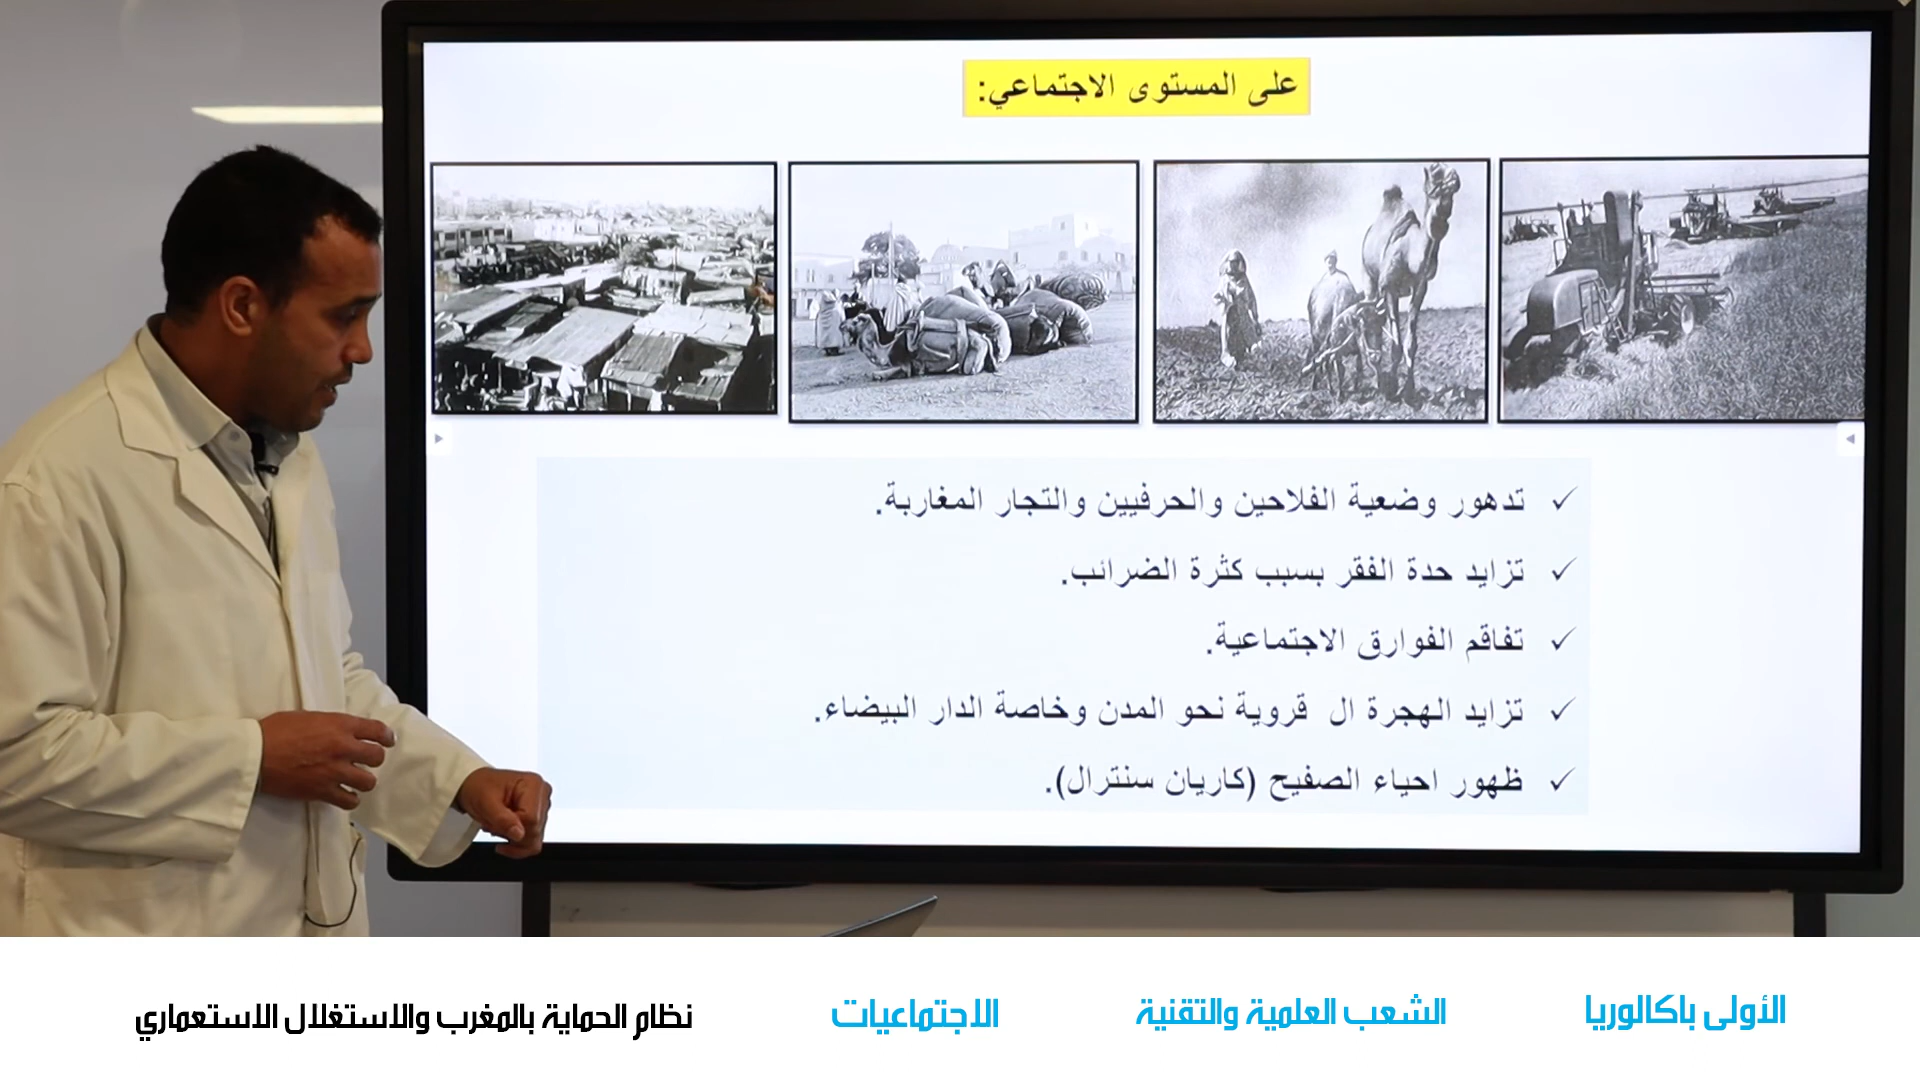 على المستوى الاجتماعي:
✓ تدهور وضعية الفلاحين والحرفيين والتجار المغاربة.
✓ تزايد حدة الفقر بسبب كثرة الضرائب.
✓ تفاقم الفوارق الاجتماعية.
✓ تزايد الهجرة ال قروية نحو المدن وخاصة الدار البيضاء.
✓ ظهور احياء الصفيح (كاريان سنترال).
الأولى باكالوريا
الشعب العلمية والتقنية
الاجتماعيات
نظام الحماية بالمغرب والاستغلال الاستعماري